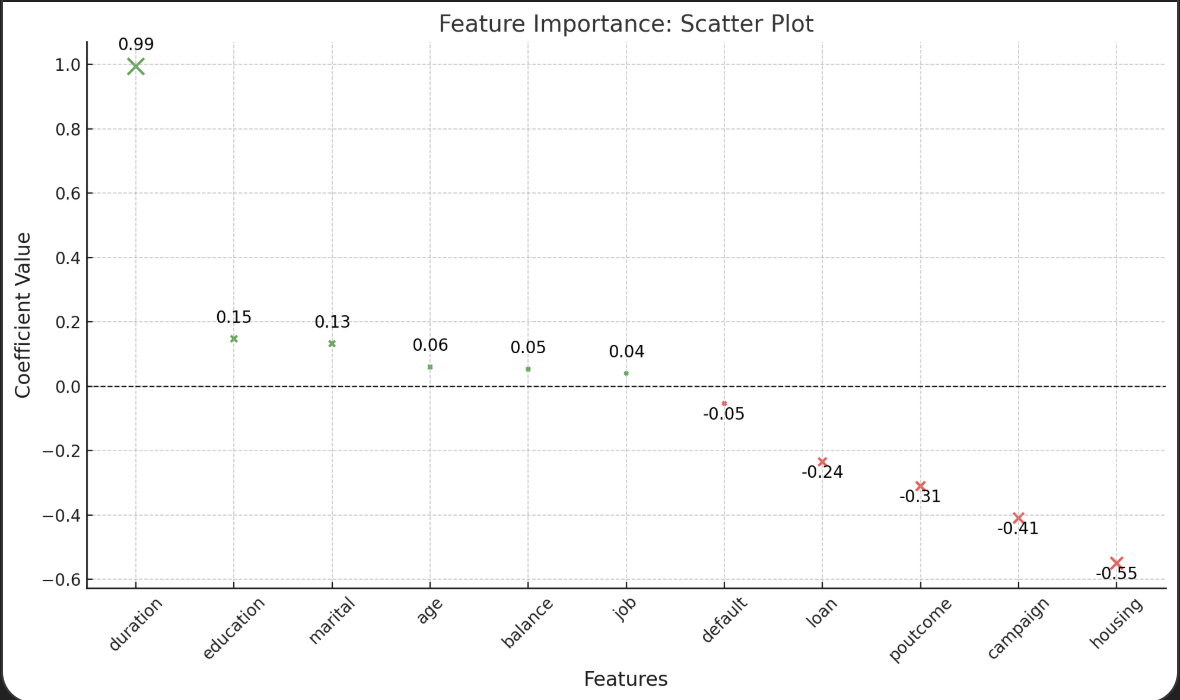 Feature Importance: Scatter Plot
0.99
1.0
0.8
0.6
0.4
0.2
0.0
−0.2
−0.4
−0.6
Coefficient Value
0.15
0.13
0.06
0.05
0.04
-0.05
-0.24
-0.31
-0.41
-0.55
duration
education
marital
age
balance
job
default
loan
poutcome
campaign
housing
Features